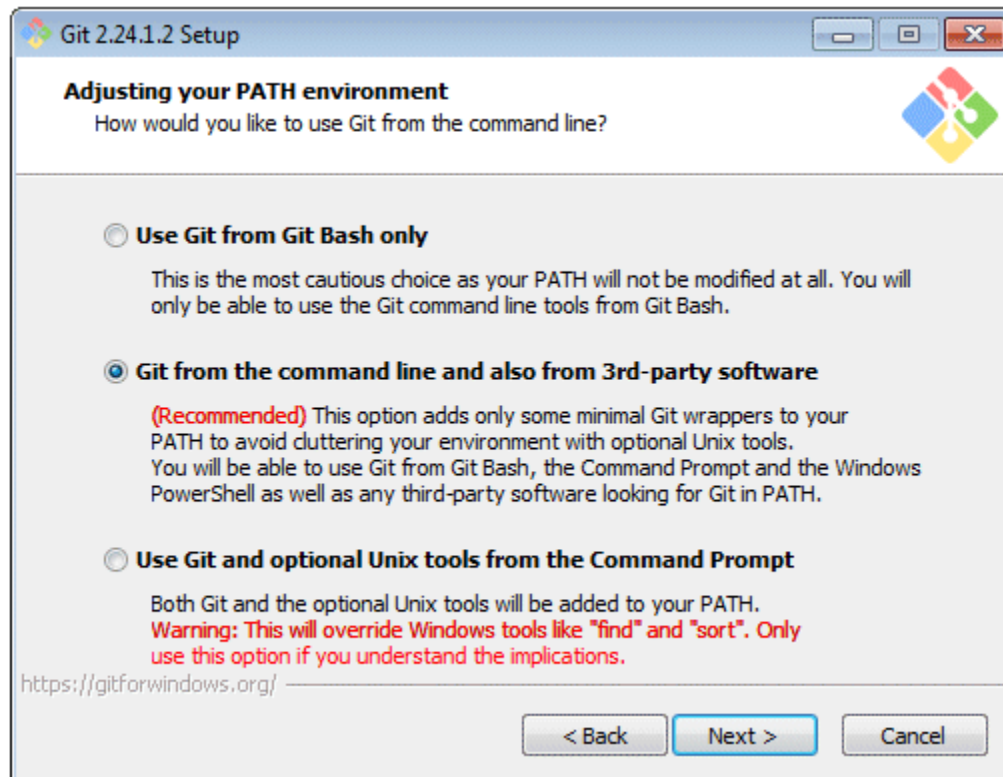 Git 2.24.1.2 Setup
Adjusting your PATH environment
How would you like to use Git from the command line?
Use Git from Git Bash only
This is the most cautious choice as your PATH will not be modified at all. You will
only be able to use the Git command line tools from Git Bash.
Git from the command line and also from 3rd-party software
(Recommended) This option adds only some minimal Git wrappers to your
PATH to avoid cluttering your environment with optional Unix tools.
You will be able to use Git from Git Bash, the Command Prompt and the Windows
PowerShell as well as any third-party software looking for Git in PATH.
Use Git and optional Unix tools from the Command Prompt
Both Git and the optional Unix tools will be added to your PATH.
Warning: This will override Windows tools like "find" and "sort". Only
use this option if you understand the implications.
https://gitforwindows.org/
< Back Next > Cancel